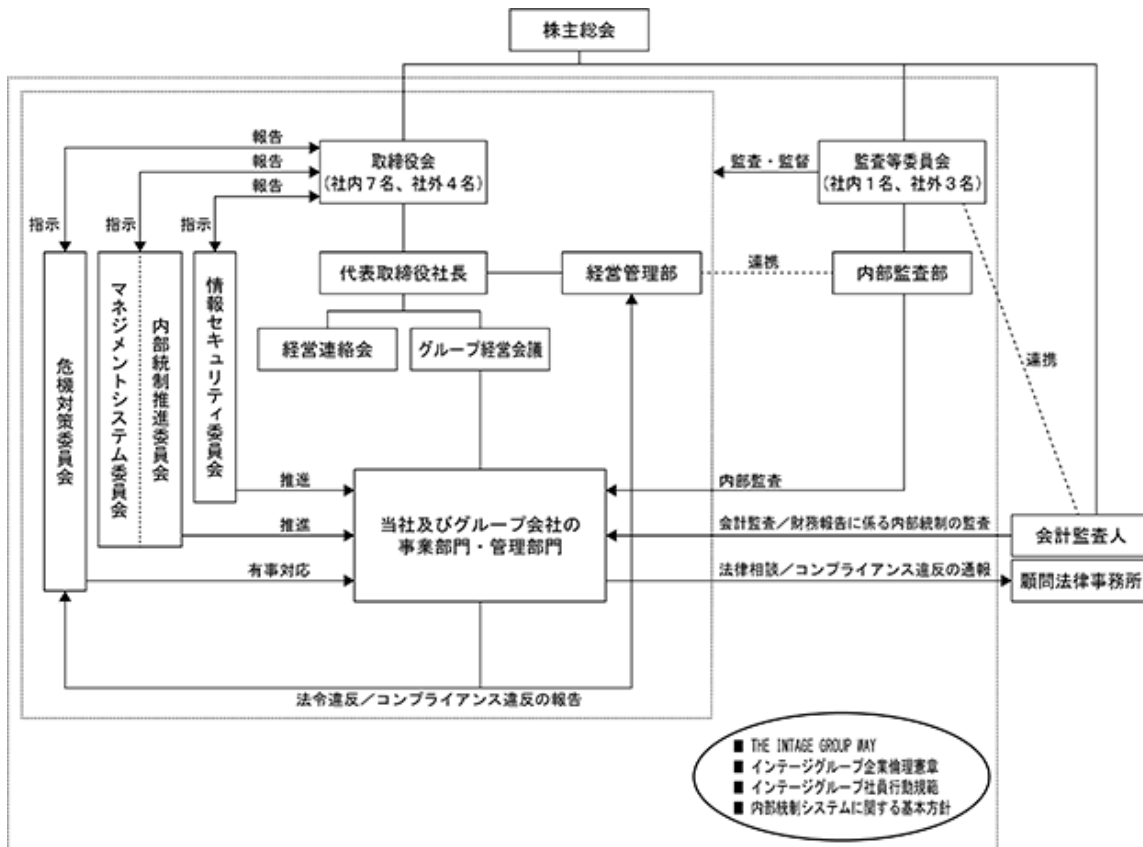 株主総会
報告
報告
報告
取締役会
(社内7名、社外4名)
監査・監督
監査等委員会
(社内1名、社外3名)
指示
指示
指示
代表取締役社長
経営管理部
連携
内部監査部
経営連絡会
グループ経営会議
連携
危機対策委員会
マネジメントシステム委員会
内部統制推進委員会
情報セキュリティ委員会
推進
内部監査
当社及びグループ会社の
事業部門・管理部門
推進
会計監査/財務報告に係る内部統制の監査
会計監査人
有事対応
法律相談/コンプライアンス違反の通報
顧問法律事務所
法令違反/コンプライアンス違反の報告
■ THE INTAGE GROUP WAY
■ インテージグループ企業倫理憲章
■ インテージグループ社員行動規範
■ 内部統制システムに関する基本方針